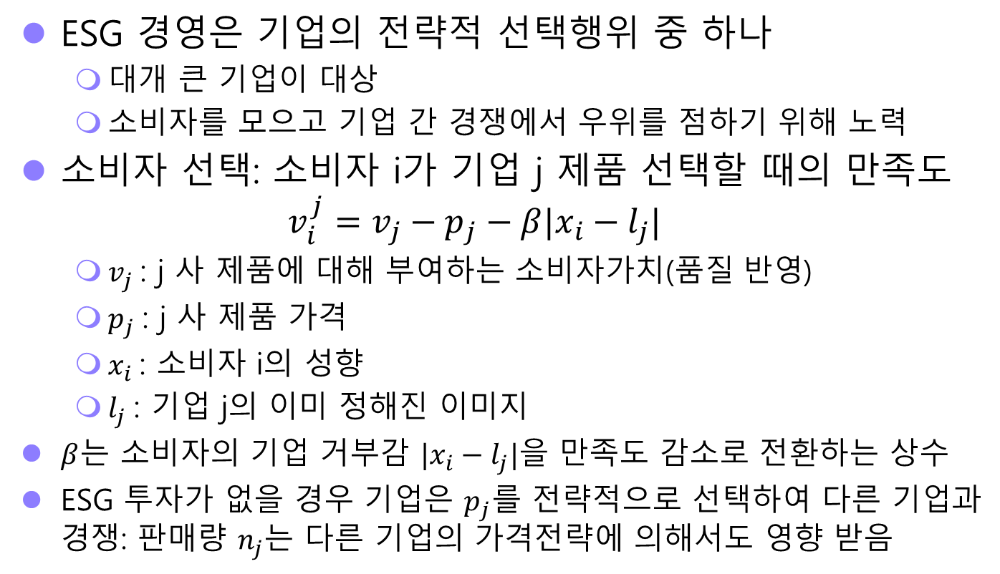 ● ESG 경영은 기업의 전략적 선택행위 중 하나
❍ 대개 큰 기업이 대상
❍ 소비자를 모으고 기업 간 경쟁에서 우위를 점하기 위해 노력
● 소비자 선택: 소비자 i가 기업 j 제품 선택할 때의 만족도
$v_i^j = v_j - p_j - \beta|x_i - l_j|$
❍ $v_j$ : j 사 제품에 대해 부여하는 소비자가치(품질 반영)
❍ $p_j$ : j 사 제품 가격
❍ $x_i$ : 소비자 i의 성향
❍ $l_j$ : 기업 j의 이미 정해진 이미지
● $\beta$는 소비자의 기업 거부감 $|x_i - l_j|$을 만족도 감소로 전환하는 상수
● ESG 투자가 없을 경우 기업은 $p_j$를 전략적으로 선택하여 다른 기업과
경쟁: 판매량 $n_j$는 다른 기업의 가격전략에 의해서도 영향 받음